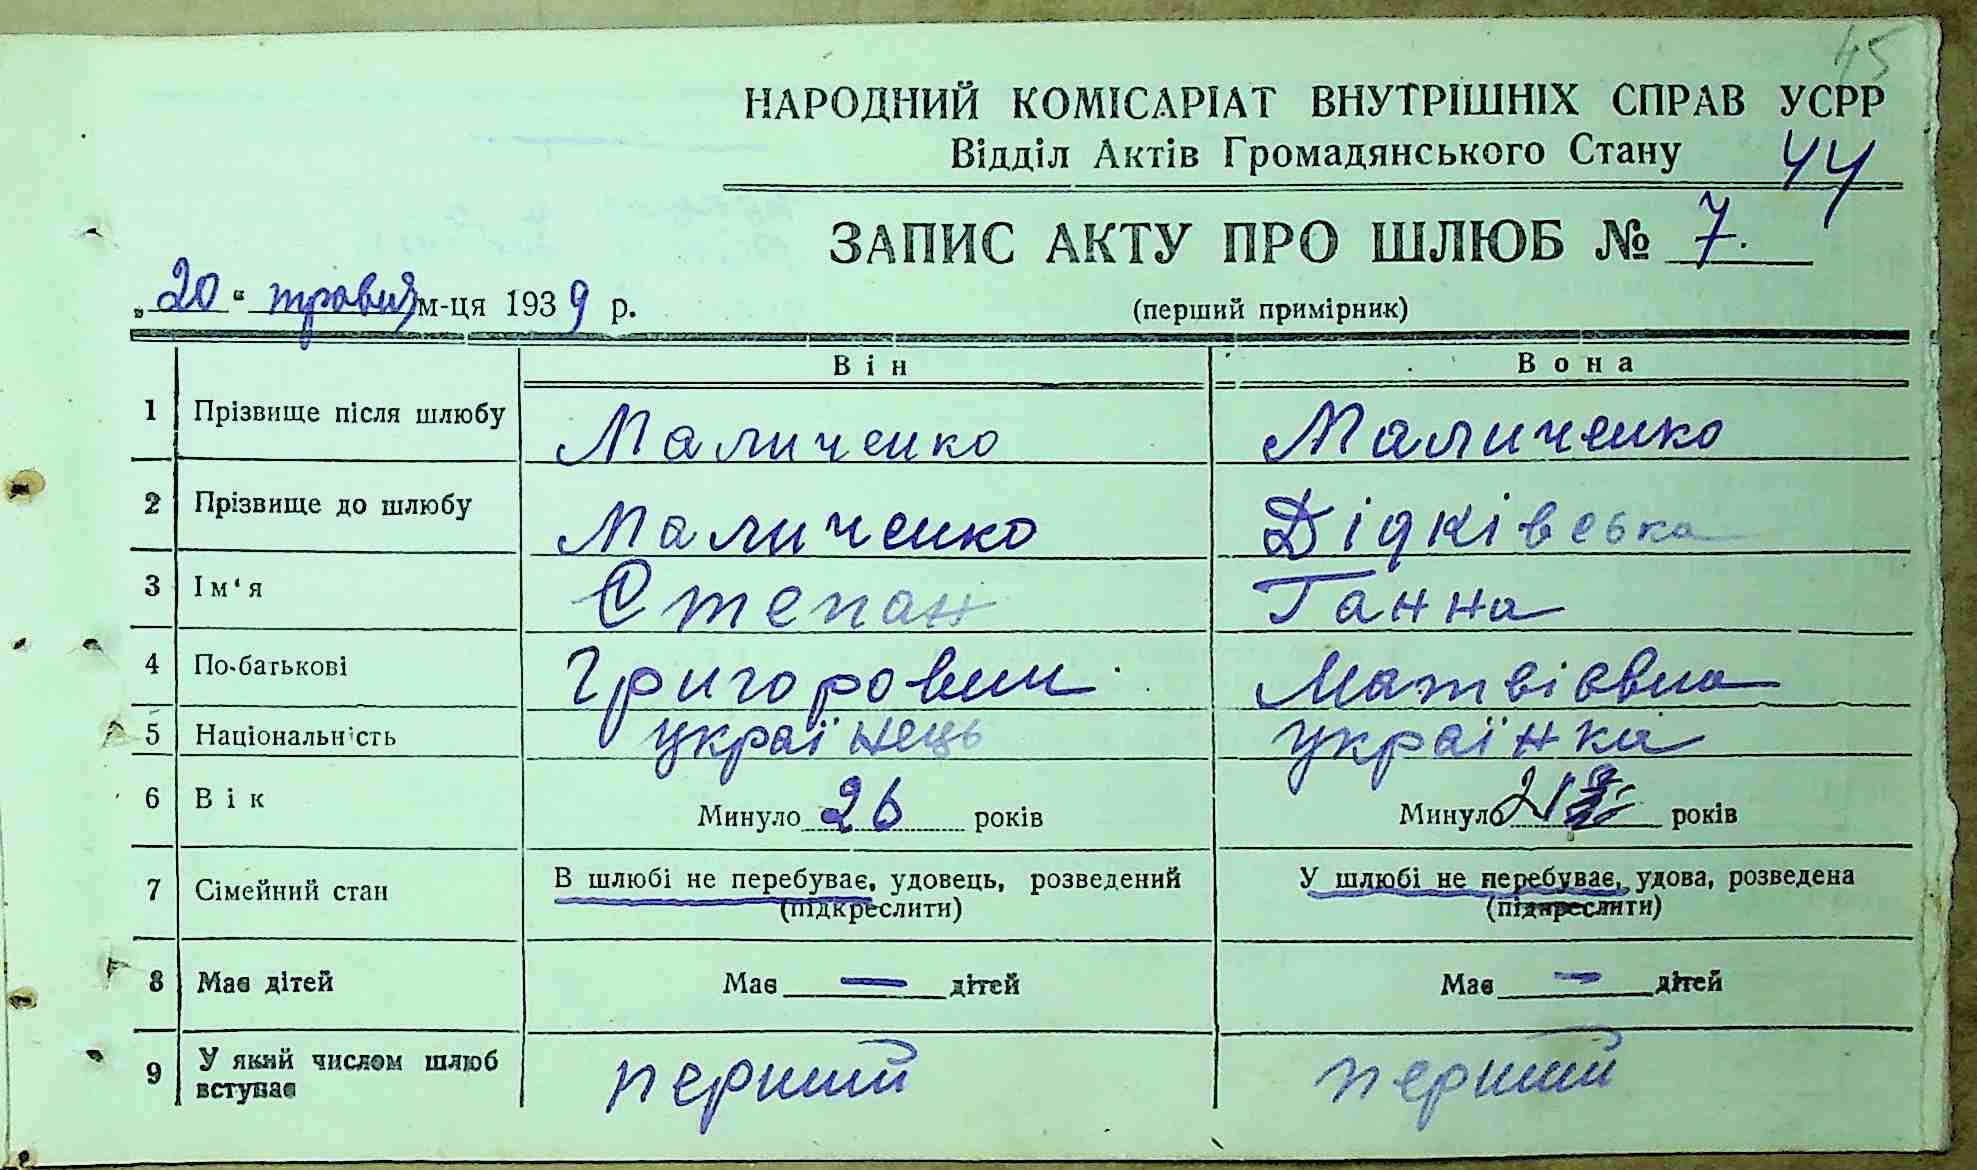 45
НАРОДНИЙ КОМІСАРІАТ ВНУТРІШНІХ СПРАВ УСРР
Відділ Актів Громадянського Стану 44
ЗАПИС АКТУ ПРО ШЛЮБ № 7.
„20“ травня м-ця 1939 р. (перший примірник)
Він Вона
1 Прізвище після шлюбу Маличенко Маличенко
2 Прізвище до шлюбу Маличенко Дідківська
3 Ім‘я Степан Ганна
4 По-батькові Григорович Матвіївна
5 Національність українець українка
6 Вік Минуло 26 років Минуло років
7 Сімейний стан В шлюбі не перебуває, удовець, розведений У шлюбі не перебуває, удова, розведена
(підкреслити) (підкреслити)
8 Має дітей Має — дітей Має — дітей
9 У який числом шлюб перший перший
вступає